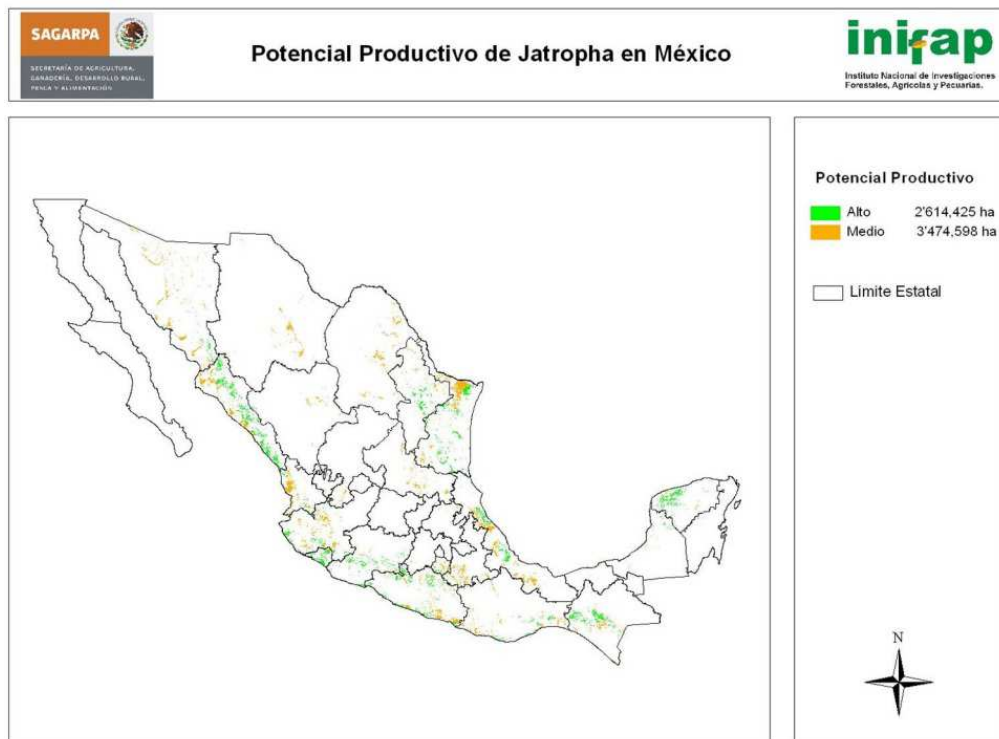 SAGARPA
SECRETARÍA DE AGRICULTURA,
GANADERÍA, DESARROLLO RURAL,
PESCA Y ALIMENTACIÓN
Potencial Productivo de Jatropha en México
inifap
Instituto Nacional de Investigaciones
Forestales, Agrícolas y Pecuarias.
Potencial Productivo
Alto 2'614,425 ha
Medio 3'474,598 ha
Limite Estatal
N